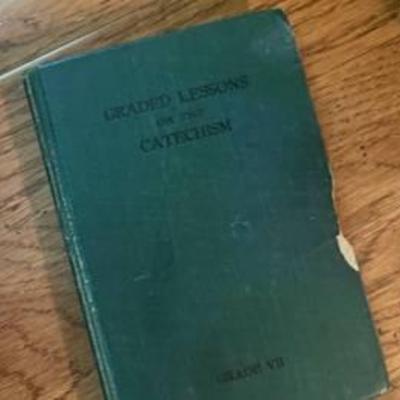 GRADED LESSONS
ON THE
CATECHISM
GRADE VII